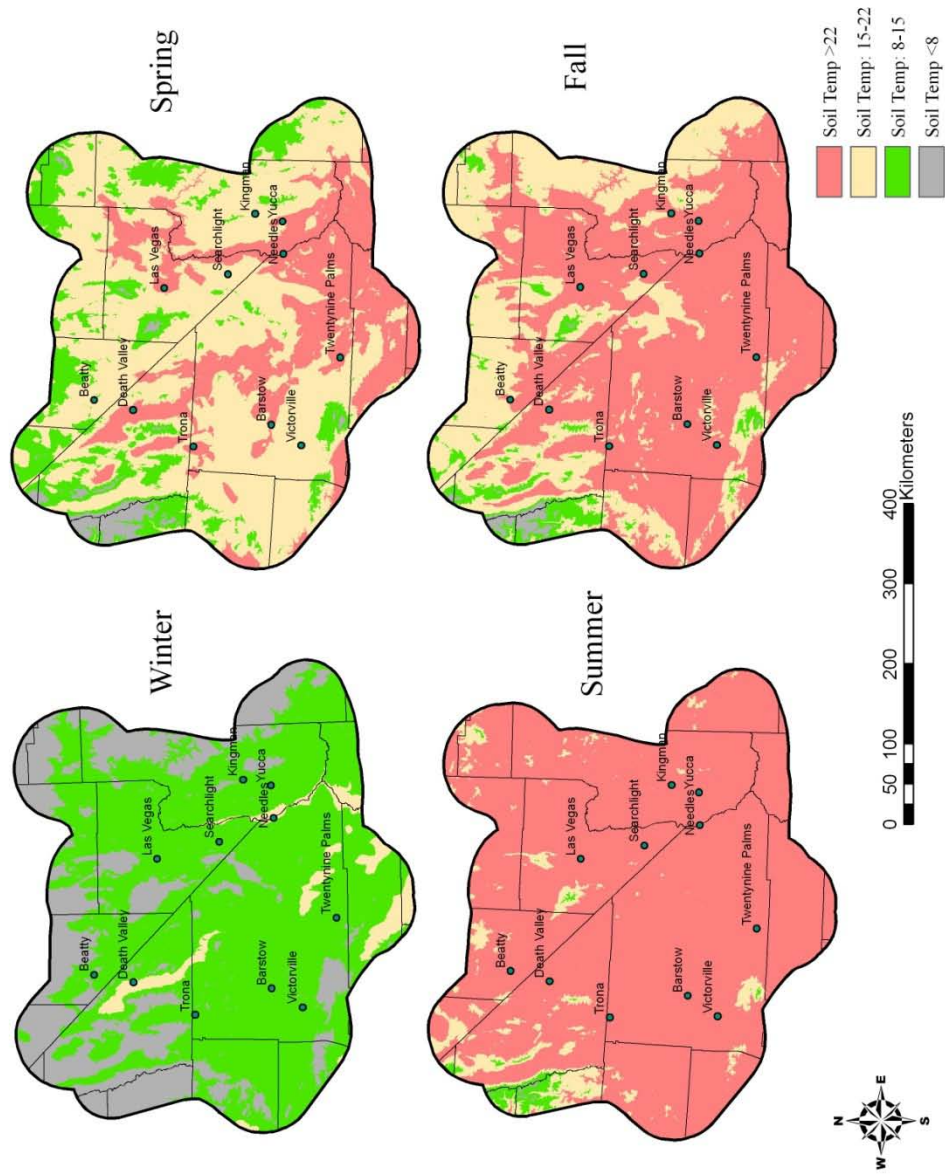 Winter
Beatty
Death Valley
Las Vegas
Trona
Searchlight
Kingman
Needles
Yucca
Barstow
Victorville
Twentynine Palms
Spring
Beatty
Death Valley
Las Vegas
Trona
Searchlight
Kingman
Needles
Yucca
Barstow
Victorville
Twentynine Palms
Summer
Beatty
Death Valley
Las Vegas
Trona
Searchlight
Kingman
Needles
Yucca
Barstow
Victorville
Twentynine Palms
Fall
Beatty
Death Valley
Las Vegas
Trona
Searchlight
Kingman
Needles
Yucca
Barstow
Victorville
Twentynine Palms
N
W E
S
0 50 100 200 300 400
Kilometers
Soil Temp >22
Soil Temp: 15-22
Soil Temp: 8-15
Soil Temp <8